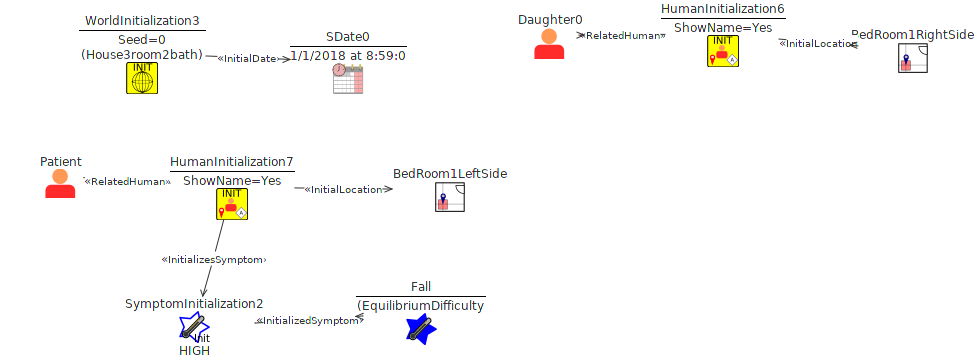 WorldInitialization3
Seed=0
(House3room2bath)
INIT
«InitialDate»
SDate0
1/1/2018 at 8:59:0
Daughter0
«RelatedHuman»
HumanInitialization6
ShowName=Yes
INIT
A
«InitialLocation»
BedRoom1RightSide
Patient
«RelatedHuman»
HumanInitialization7
ShowName=Yes
INIT
A
«InitialLocation»
BedRoom1LeftSide
«InitializesSymptom»
SymptomInitialization2
Init
HIGH
«InitializedSymptom»
Fall
(EquilibriumDifficulty